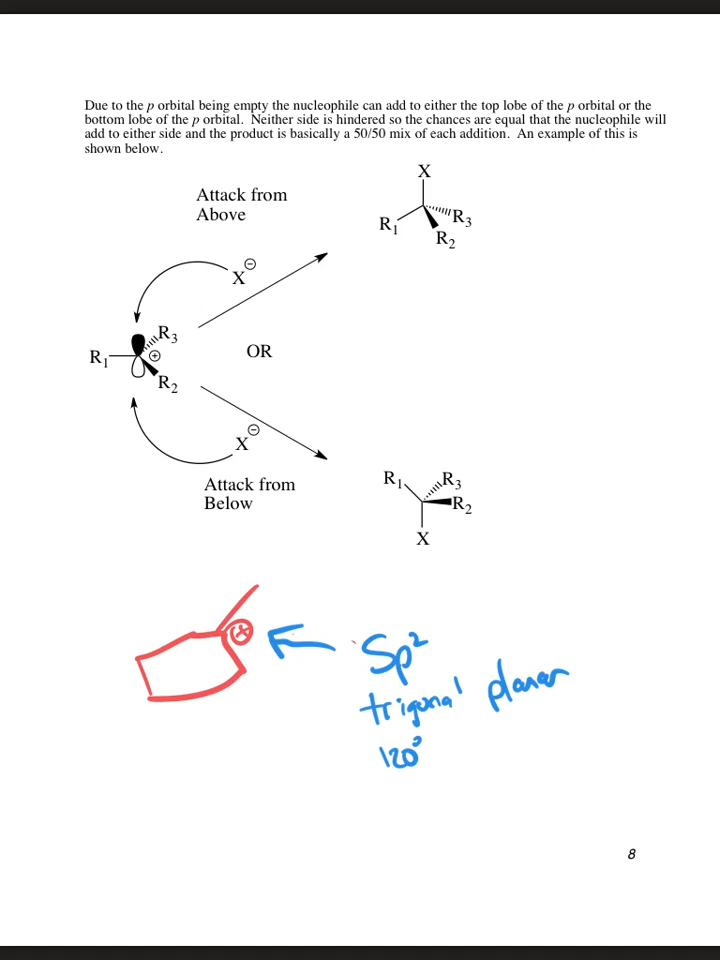 Due to the p orbital being empty the nucleophile can add to either the top lobe of the p orbital or the
bottom lobe of the p orbital. Neither side is hindered so the chances are equal that the nucleophile will
add to either side and the product is basically a 50/50 mix of each addition. An example of this is
shown below.
X
Attack from
Above
R₁
R₃
R₂
X⊖
R₃
R₁
⊕
R₂
OR
X⊖
Attack from
Below
R₁
R₃
R₂
X
+
Sp²
trigonal planar
120°
8